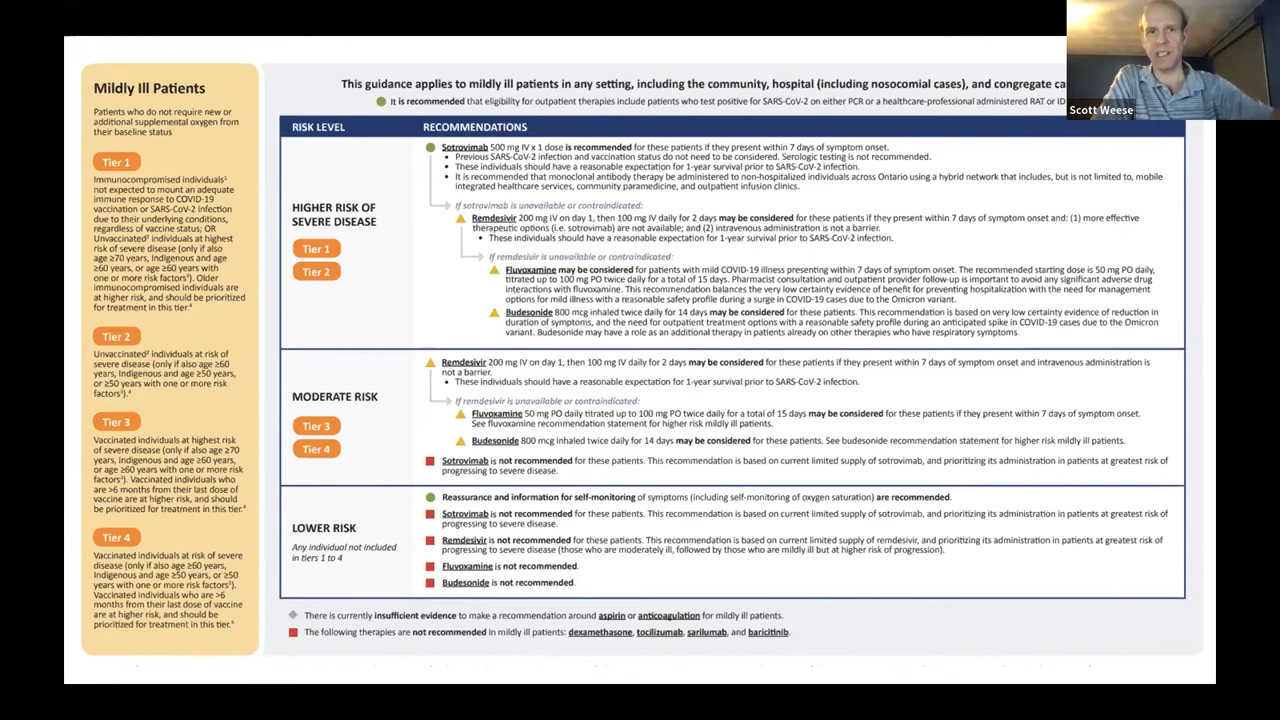 Mildly Ill Patients
Patients who do not require new or
additional supplemental oxygen from
their baseline status
Tier 1
Immunocompromised individuals¹
not expected to mount an adequate
immune response to COVID-19
vaccination or SARS-CoV-2 infection
due to their underlying conditions,
regardless of vaccine status; OR
Unvaccinated² individuals at highest
risk of severe disease (only if also
age ≥70 years, Indigenous and age
≥60 years, or age ≥60 years with
one or more risk factors³). Older
immunocompromised individuals are
at higher risk, and should be prioritized
for treatment in this tier.⁴
Tier 2
Unvaccinated² individuals at risk of
severe disease (only if also age ≥60
years, Indigenous and age ≥50 years,
or ≥50 years with one or more risk
factors³).
Tier 3
Vaccinated individuals at highest risk
of severe disease (only if also age ≥70
years, Indigenous and age ≥60 years,
or age ≥60 years with one or more risk
factors³). Vaccinated individuals who
are >6 months from their last dose of
vaccine are at higher risk, and should
be prioritized for treatment in this tier.⁴
Tier 4
Vaccinated individuals at risk of severe
disease (only if also age ≥60 years,
Indigenous and age ≥50 years, or ≥50
years with one or more risk factors³).
Vaccinated individuals who are >6
months from their last dose of vaccine
are at higher risk, and should be
prioritized for treatment in this tier.⁴
This guidance applies to mildly ill patients in any setting, including the community, hospital (including nosocomial cases), and congregate
It is recommended that eligibility for outpatient therapies include patients who test positive for SARS-CoV-2 on either PCR or a healthcare-professional administered RAT or ID
Scott Weese
RISK LEVEL
RECOMMENDATIONS
HIGHER RISK OF
SEVERE DISEASE
Tier 1
Tier 2
Sotrovimab 500 mg IV x 1 dose is recommended for these patients if they present within 7 days of symptom onset.
• Previous SARS-CoV-2 infection and vaccination status do not need to be considered. Serologic testing is not recommended.
• These individuals should have a reasonable expectation for 1-year survival prior to SARS-CoV-2 infection.
• It is recommended that monoclonal antibody therapy be administered to non-hospitalized individuals across Ontario using a hybrid network that includes, but is not limited to, mobile
integrated healthcare services, community paramedicine, and outpatient infusion clinics.
If sotrovimab is unavailable or contraindicated:
Remdesivir 200 mg iV on day 1, then 100 mg IV daily for 2 days may be considered for these patients if they present within 7 days of symptom onset and: (1) more effective
therapeutic options (i.e. sotrovimab) are not available; and (2) intravenous administration is not a barrier.
• These individuals should have a reasonable expectation for 1-year survival prior to SARS-CoV-2 infection.
If remdesivir is unavailable or contraindicated:
Fluvoxamine may be considered for patients with mild COVID-19 illness presenting within 7 days of symptom onset. The recommended starting dose is 50 mg PO daily,
titrated up to 100 mg PO twice daily for a total of 15 days. Pharmacist consultation and outpatient provider follow-up is important to avoid any significant adverse drug
interactions with fluvoxamine. This recommendation balances the very low certainty evidence of benefit for preventing hospitalization with the need for management
options for mild illness with a reasonable safety profile during a surge in COVID-19 cases due to the Omicron variant.
Budesonide 800 mcg inhaled twice daily for 14 days may be considered for these patients. This recommendation is based on very low certainty evidence of reduction in
duration of symptoms, and the need for outpatient treatment options with a reasonable safety profile during an anticipated spike in COVID-19 cases due to the Omicron
variant. Budesonide may have a role as an additional therapy in patients already on other therapies who have respiratory symptoms.
MODERATE RISK
Tier 3
Tier 4
Remdesivir 200 mg IV on day 1, then 100 mg IV daily for 2 days may be considered for these patients if they present within 7 days of symptom onset and intravenous administration is
not a barrier.
• These individuals should have a reasonable expectation for 1-year survival prior to SARS-CoV-2 infection.
If remdesivir is unavailable or contraindicated:
Fluvoxamine 50 mg PO daily titrated up to 100 mg PO twice daily for a total of 15 days may be considered for these patients if they present within 7 days of symptom onset.
See fluvoxamine recommendation statement for higher risk mildly ill patients.
Budesonide 800 mcg inhaled twice daily for 14 days may be considered for these patients. See budesonide recommendation statement for higher risk mildly ill patients.
Sotrovimab is not recommended for these patients. This recommendation is based on current limited supply of sotrovimab, and prioritizing its administration in patients at greatest risk of
progressing to severe disease.
LOWER RISK
Any individual not included
in tiers 1 to 4
Reassurance and information for self-monitoring of symptoms (including self-monitoring of oxygen saturation) are recommended.
Sotrovimab is not recommended for these patients. This recommendation is based on current limited supply of sotrovimab, and prioritizing its administration in patients at greatest risk of
progressing to severe disease.
Remdesivir is not recommended for these patients. This recommendation is based on current limited supply of remdesivir, and prioritizing its administration in patients at greatest risk of
progressing to severe disease (those who are moderately ill, followed by those who are mildly ill but at higher risk of progression).
Fluvoxamine is not recommended.
Budesonide is not recommended.
There is currently insufficient evidence to make a recommendation around aspirin or anticoagulation for mildly ill patients.
The following therapies are not recommended in mildly ill patients: dexamethasone, tocilizumab, sarilumab, and baricitinib.